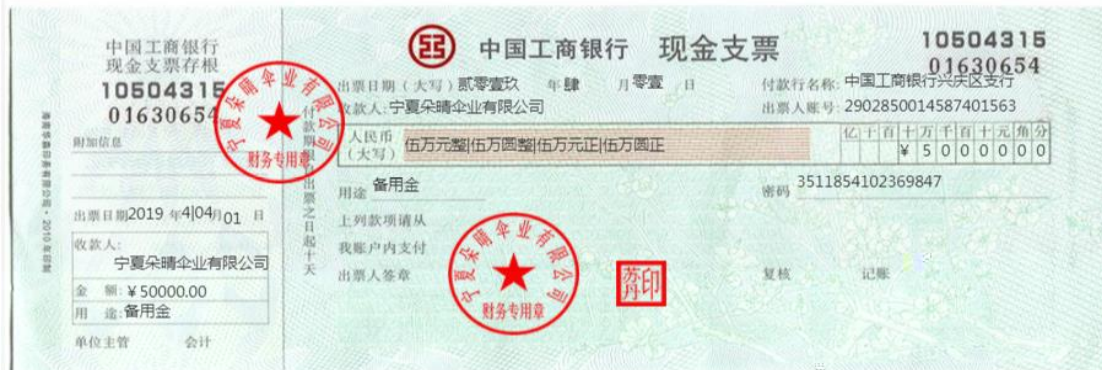 中国工商银行
现金支票存根
10504315
01630654
附加信息
出票日期2019 年4|04月01 日
收款人:
宁夏朵晴伞业有限公司
金 额:¥50000.00
用 途:备用金
单位主管 会计
宁夏朵晴伞业有限公司
财务专用章
付款期限自出票之日起十天
中国工商银行 现金支票
10504315
01630654
出票日期(大写)贰零壹玖 年肆 月零壹 日
付款行名称:中国工商银行兴庆区支行
收款人:宁夏朵晴伞业有限公司
出票人账号:2902850014587401563
人民币
(大写)
伍万元整|伍万圆整|伍万元正|伍万圆正
亿千百十万千百十元角分
¥5000000
用途 备用金
密码 3511854102369847
上列款项请从
我账户内支付
出票人签章
宁夏朵晴伞业有限公司
财务专用章
苏丹印
复核 记账